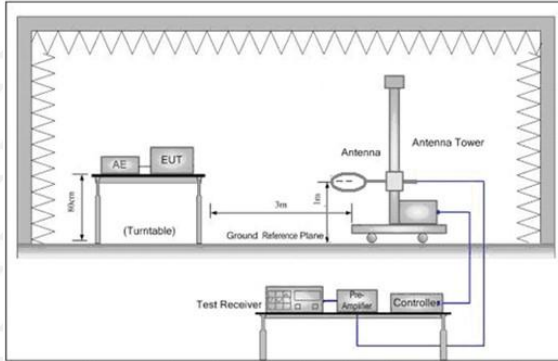 AE
EUT
80cm
(Turntable)
3m
1m
Antenna
Antenna Tower
Ground Reference Plane
Test Receiver
Pre-
Amplifier
Controller